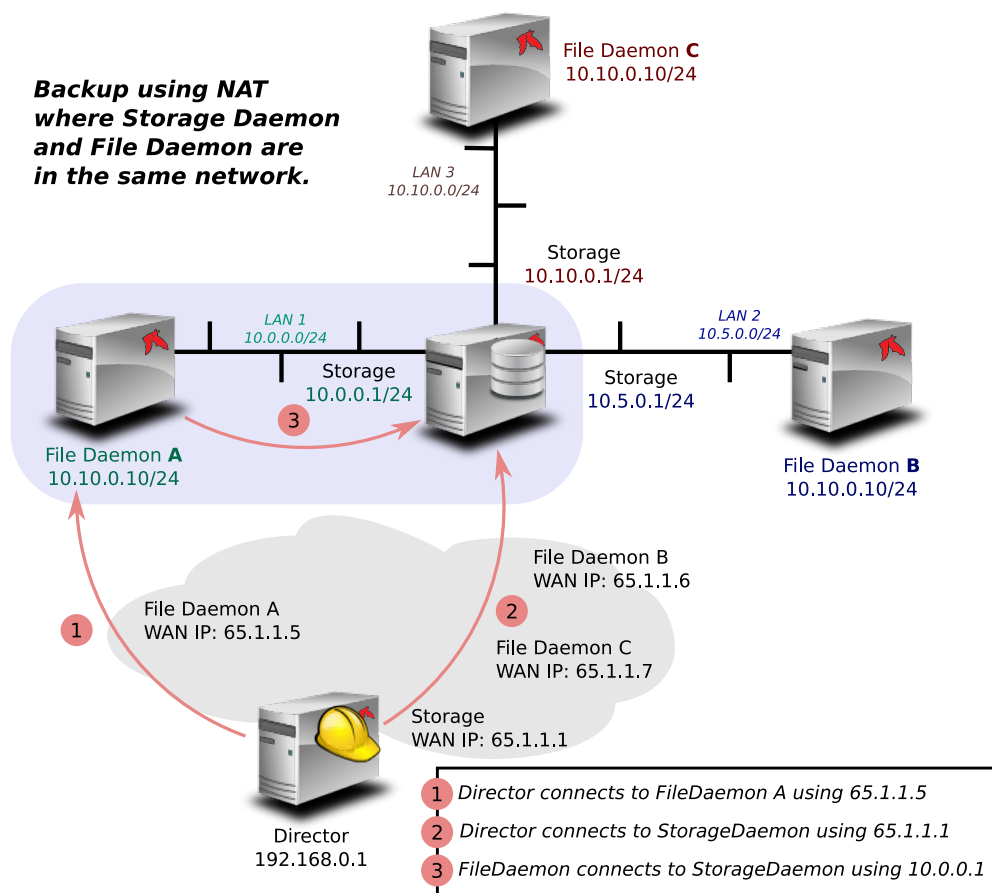 Backup using NAT
where Storage Daemon
and File Daemon are
in the same network.
File Daemon C
10.10.0.10/24
LAN 3
10.10.0.0/24
Storage
10.10.0.1/24
LAN 1
10.0.0.0/24
Storage
10.0.0.1/24
3
LAN 2
10.5.0.0/24
Storage
10.5.0.1/24
File Daemon A
10.10.0.10/24
File Daemon B
10.10.0.10/24
1
File Daemon A
WAN IP: 65.1.1.5
2
File Daemon B
WAN IP: 65.1.1.6
File Daemon C
WAN IP: 65.1.1.7
Storage
WAN IP: 65.1.1.1
Director
192.168.0.1
1 Director connects to FileDaemon A using 65.1.1.5
2 Director connects to StorageDaemon using 65.1.1.1
3 FileDaemon connects to StorageDaemon using 10.0.0.1